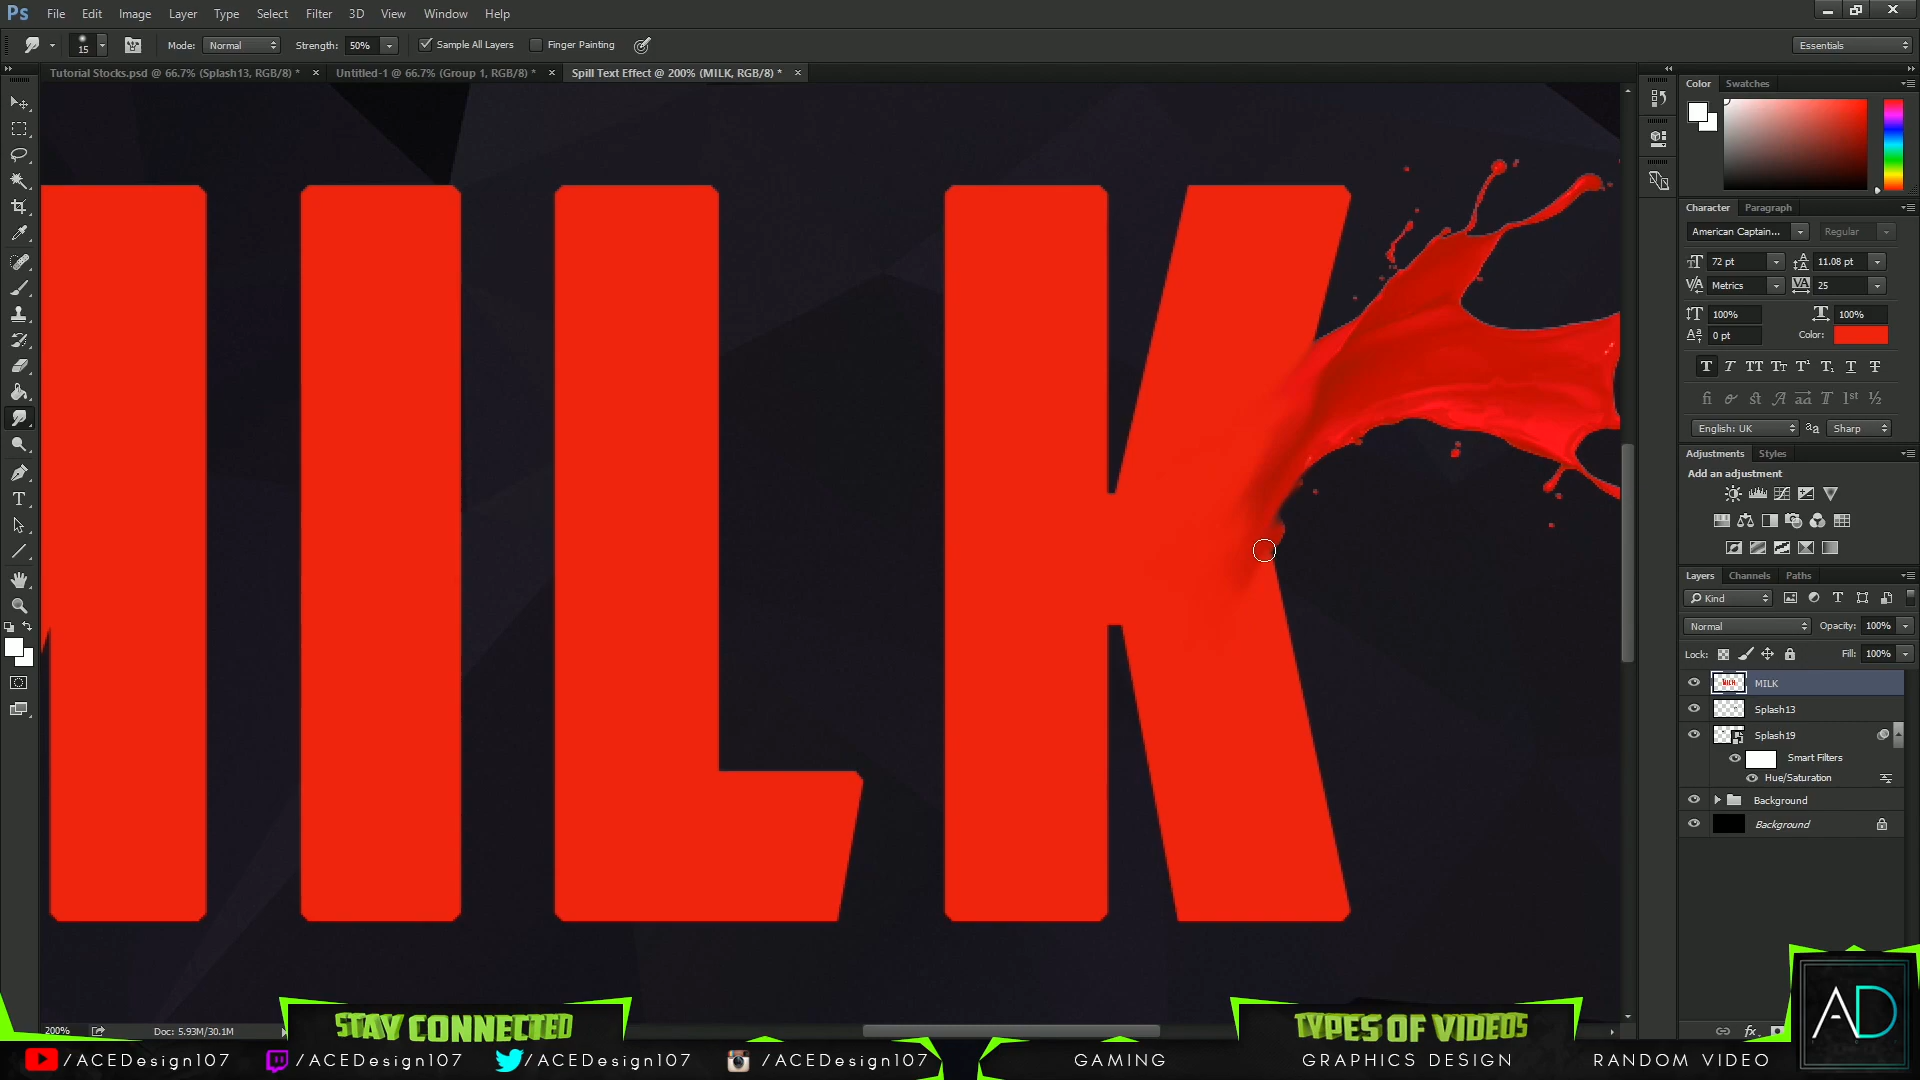 Ps File Edit Image Layer Type Select Filter 3D View Window Help
15 Mode: Normal Strength: 50% Sample All Layers Finger Painting Essentials
Tutorial Stocks.psd @ 66.7% (Splash13, RGB/8) * Untitled-1 @ 66.7% (Group 1, RGB/8) * Spill Text Effect @ 200% (MILK, RGB/8) *
Color Swatches
Character Paragraph
American Captain... Regular
72 pt 11.08 pt
Metrics 25
100% 100%
0 pt Color:
English: UK Sharp
Adjustments Styles
Add an adjustment
Layers Channels Paths
Kind
Normal Opacity: 100%
Lock: Fill: 100%
MILK
Splash13
Splash19
Smart Filters
Hue/Saturation
Background
Background
MILK
200% Doc: 5.93M/30.1M
STAY CONNECTED
TYPES OF VIDEOS
AD
/ACEDesign107 /ACEDesign107 /ACEDesign107 /ACEDesign107 GAMING GRAPHICS DESIGN RANDOM VIDEO